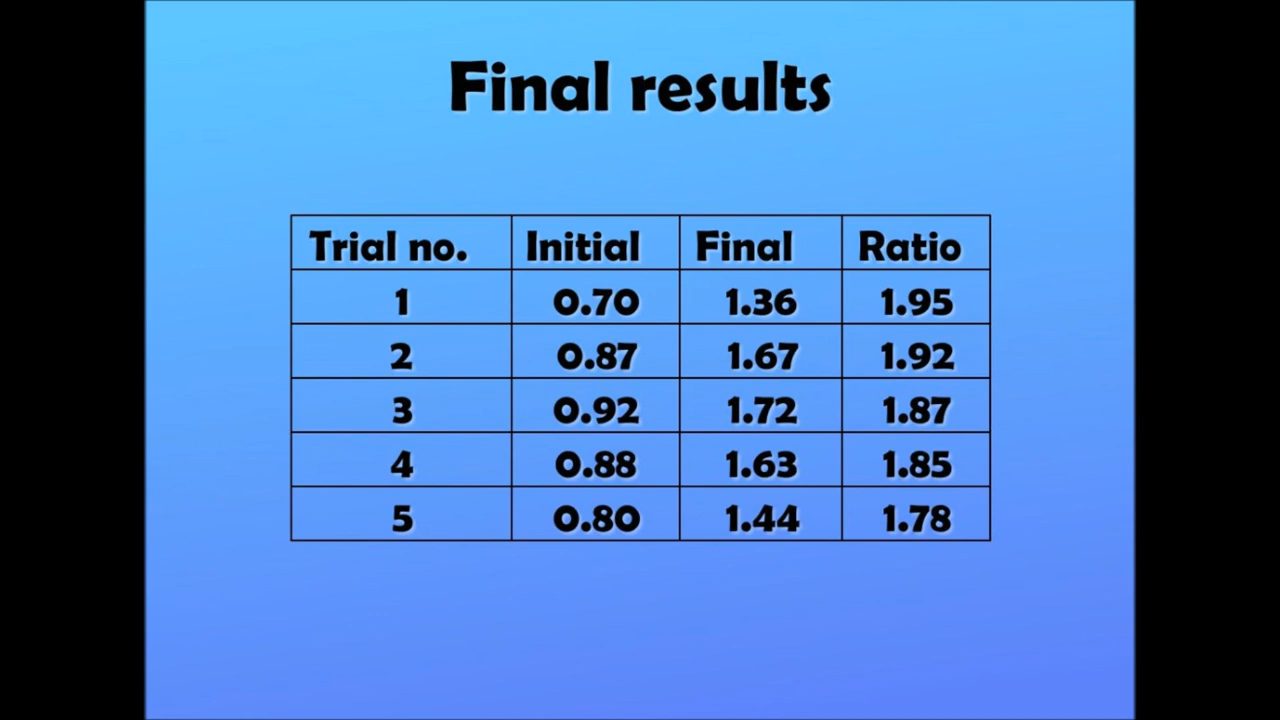 Final results
Trial no. Initial Final Ratio
1 0.70 1.36 1.95
2 0.87 1.67 1.92
3 0.92 1.72 1.87
4 0.88 1.63 1.85
5 0.80 1.44 1.78